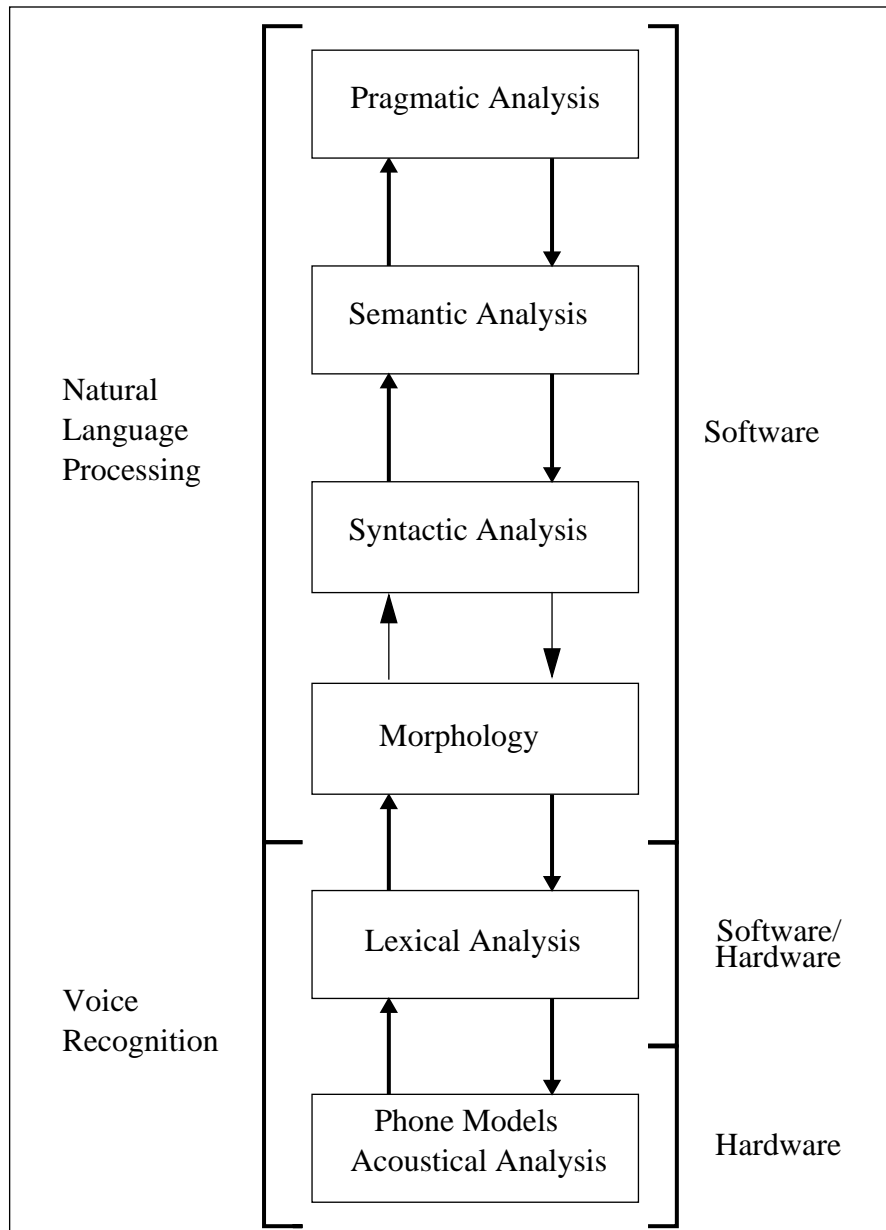 Pragmatic Analysis
Semantic Analysis
Natural
Language
Processing
Software
Syntactic Analysis
Morphology
Lexical Analysis
Software/
Hardware
Voice
Recognition
Phone Models
Acoustical Analysis
Hardware